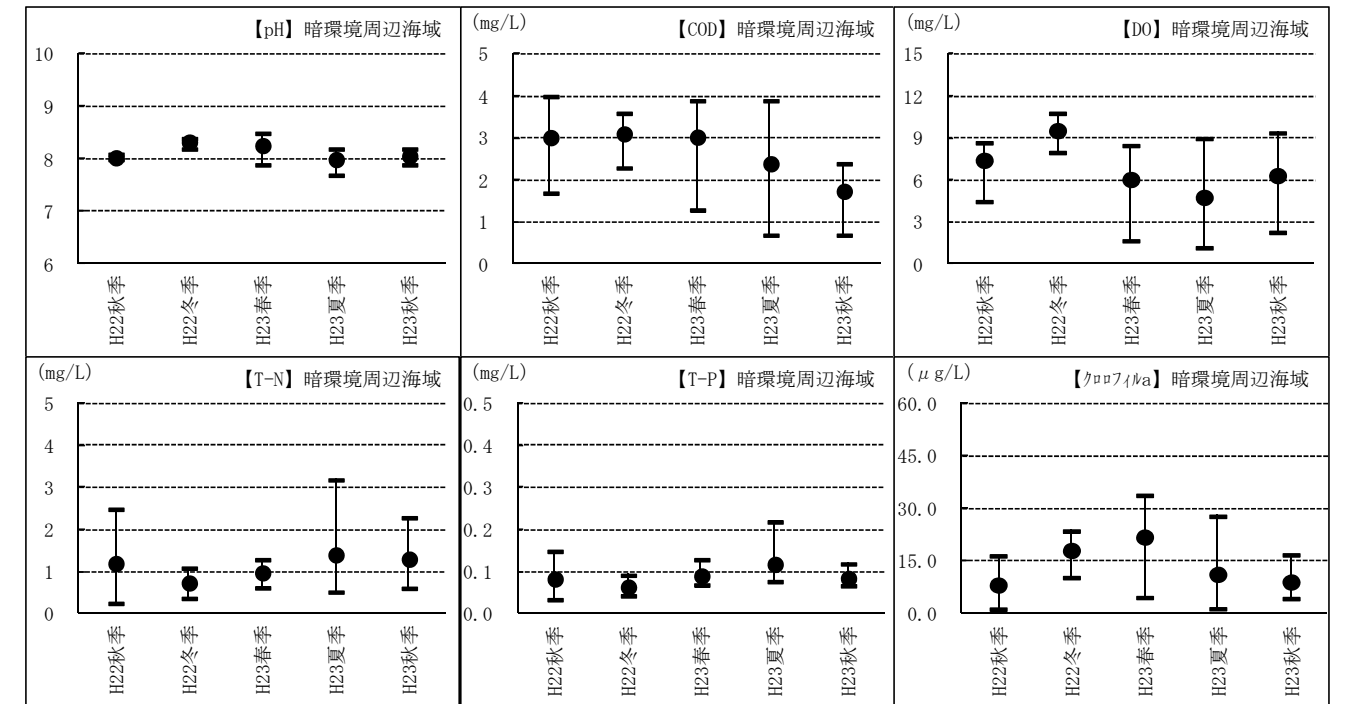 【pH】暗環境周辺海域
10
9
8
7
6
H22秋季
H22冬季
H23春季
H23夏季
H23秋季
(mg/L)
【COD】暗環境周辺海域
5
4
3
2
1
0
H22秋季
H22冬季
H23春季
H23夏季
H23秋季
(mg/L)
【DO】暗環境周辺海域
15
12
9
6
3
0
H22秋季
H22冬季
H23春季
H23夏季
H23秋季
(mg/L)
【T-N】暗環境周辺海域
5
4
3
2
1
0
H22秋季
H22冬季
H23春季
H23夏季
H23秋季
(mg/L)
【T-P】暗環境周辺海域
0.5
0.4
0.3
0.2
0.1
0.0
H22秋季
H22冬季
H23春季
H23夏季
H23秋季
(μg/L)
【ｸﾛﾛﾌｨﾙa】暗環境周辺海域
60.0
45.0
30.0
15.0
0.0
H22秋季
H22冬季
H23春季
H23夏季
H23秋季